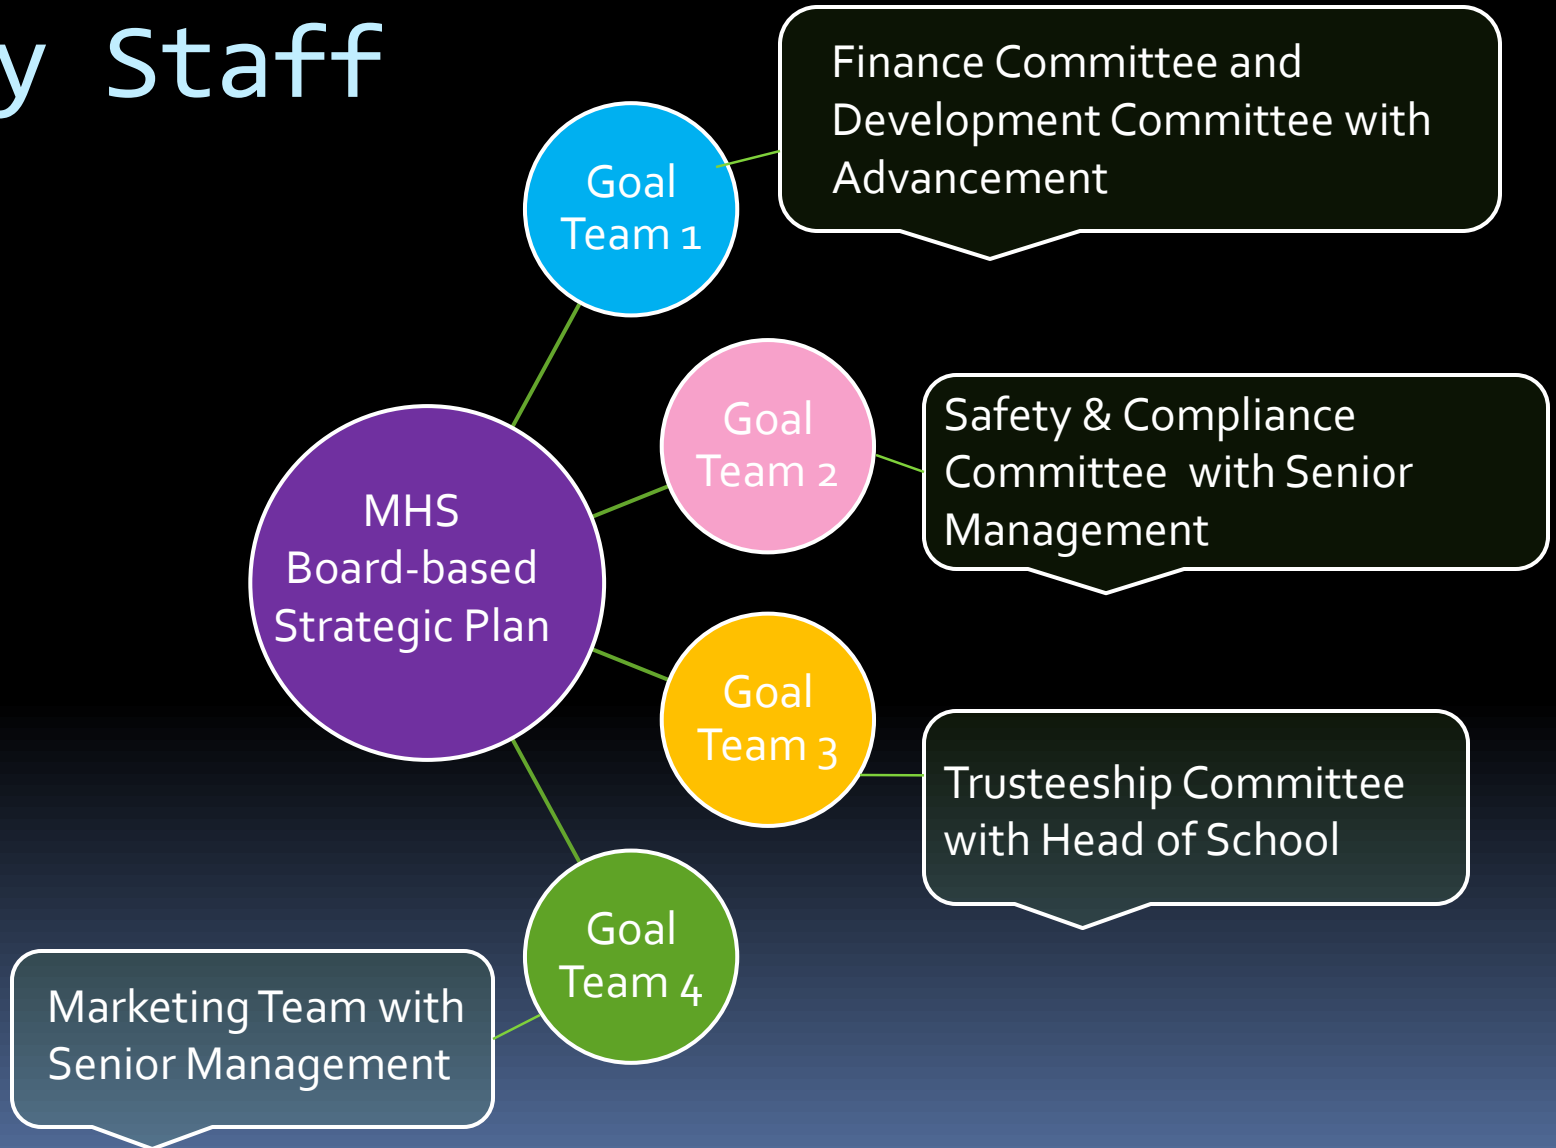 y Staff
Finance Committee and
Development Committee with
Advancement
Goal
Team 1
Goal
Team 2
Safety & Compliance
Committee  with Senior
Management
MHS
Board-based
Strategic Plan
Goal
Team 3
Trusteeship Committee
with Head of School
Goal
Team 4
Marketing Team with
Senior Management